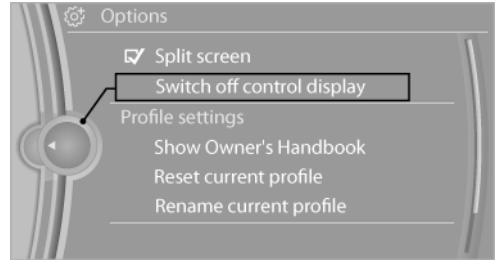 Options
Split screen
Switch off control display
Profile settings
Show Owner's Handbook
Reset current profile
Rename current profile